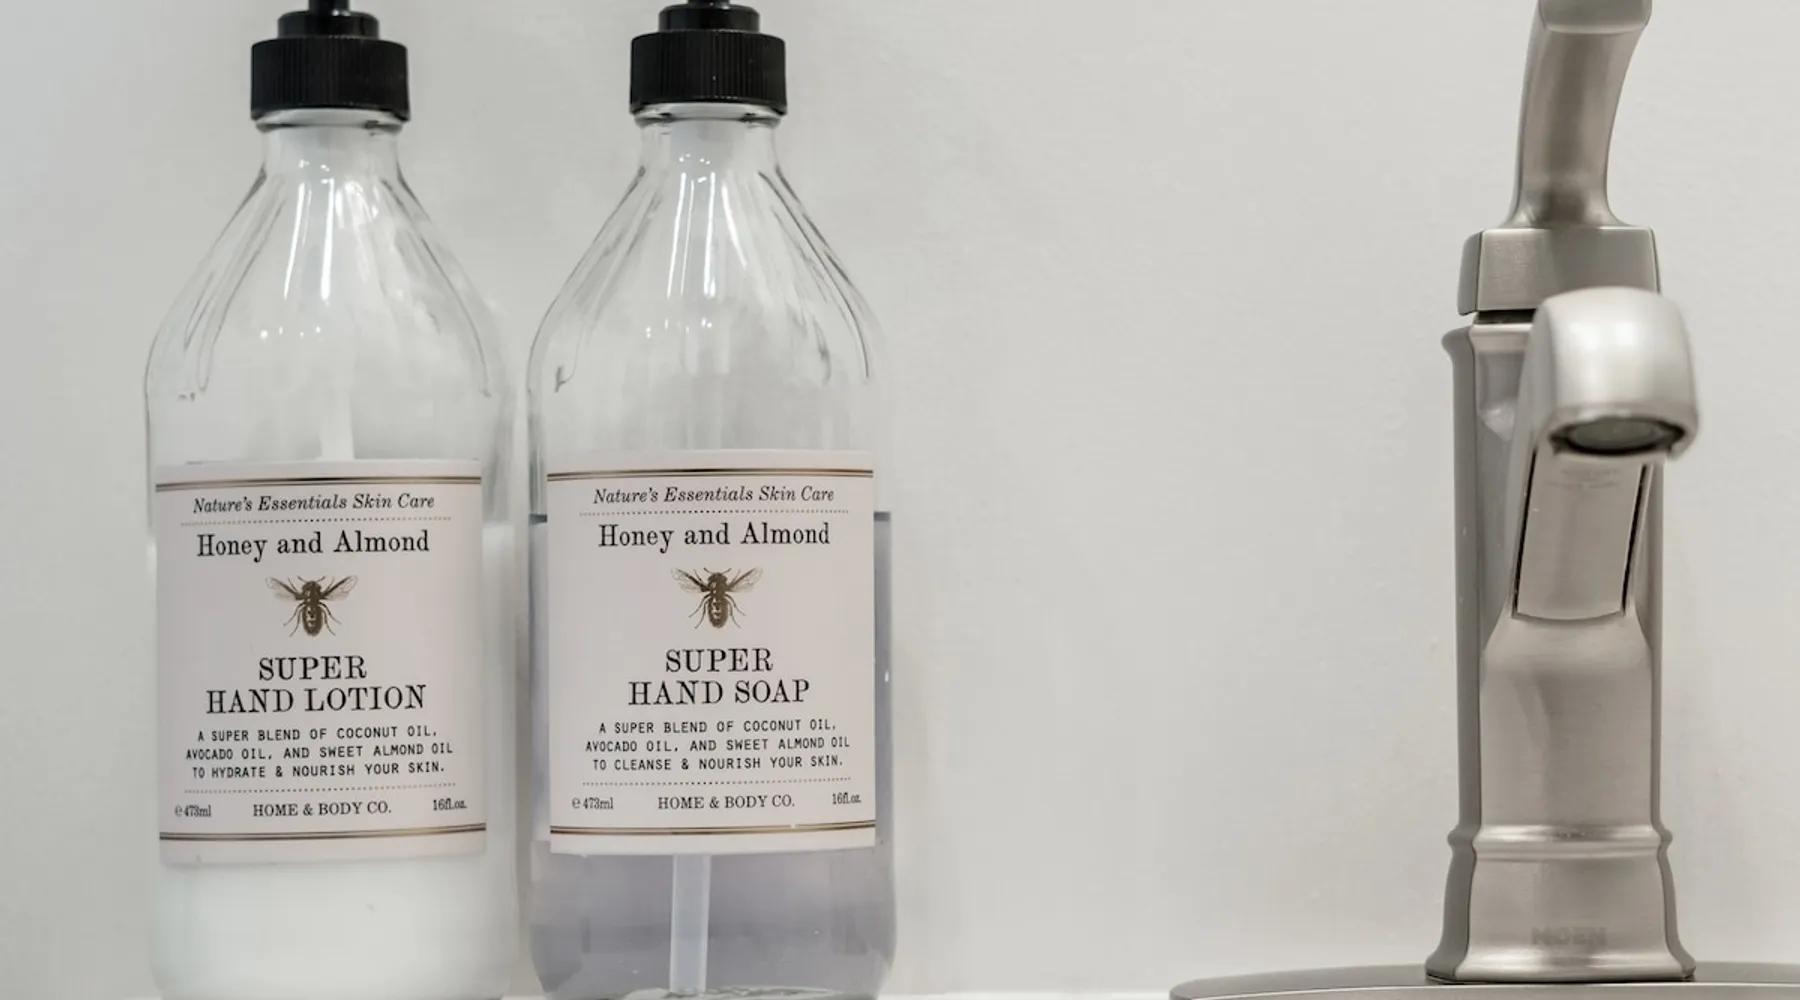 Nature's Essentials Skin Care
Honey and Almond
SUPER
HAND LOTION
A SUPER BLEND OF COCONUT OIL,
AVOCADO OIL, AND SWEET ALMOND OIL
TO HYDRATE & NOURISH YOUR SKIN.
℮ 473ml HOME & BODY CO. 16fl.oz.
Nature's Essentials Skin Care
Honey and Almond
SUPER
HAND SOAP
A SUPER BLEND OF COCONUT OIL,
AVOCADO OIL, AND SWEET ALMOND OIL
TO CLEANSE & NOURISH YOUR SKIN.
℮ 473ml HOME & BODY CO. 16fl.oz.
MOEN